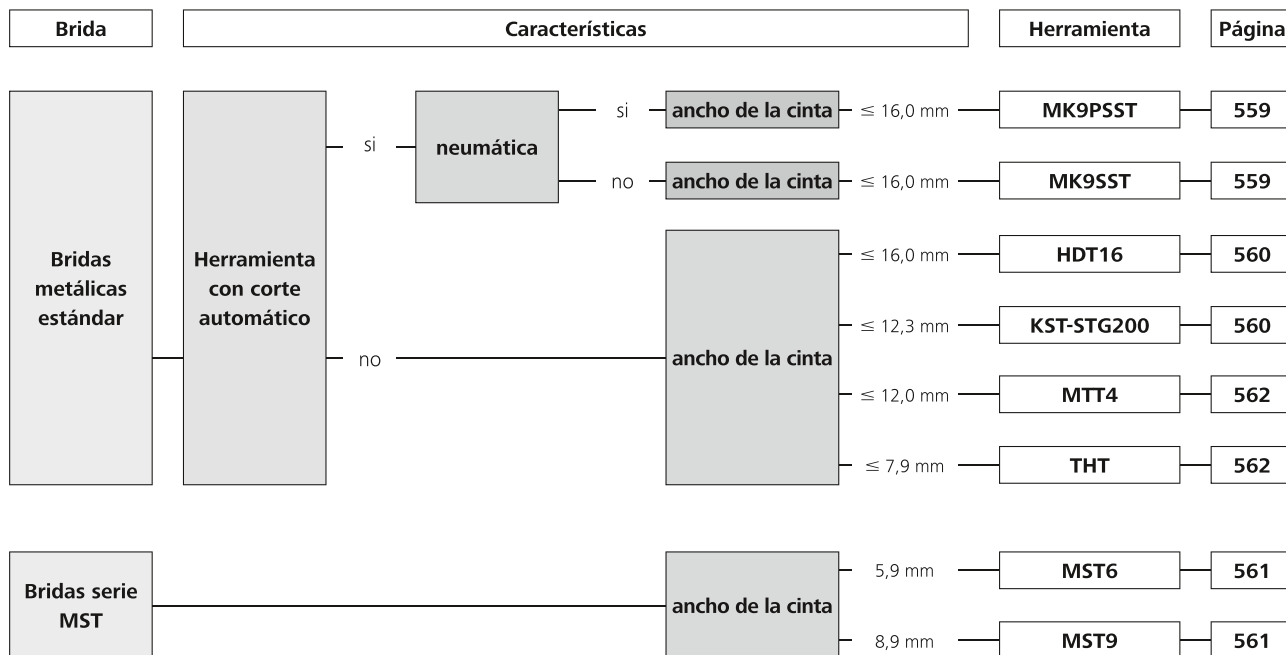 Brida
Características
Herramienta
Página
Bridas
metálicas
estándar
Herramienta
con corte
automático
si
neumática
si
ancho de la cinta
≤ 16,0 mm
MK9PSST
559
no
ancho de la cinta
≤ 16,0 mm
MK9SST
559
no
ancho de la cinta
≤ 16,0 mm
HDT16
560
≤ 12,3 mm
KST-STG200
560
≤ 12,0 mm
MTT4
562
≤ 7,9 mm
THT
562
Bridas serie
MST
ancho de la cinta
5,9 mm
MST6
561
8,9 mm
MST9
561